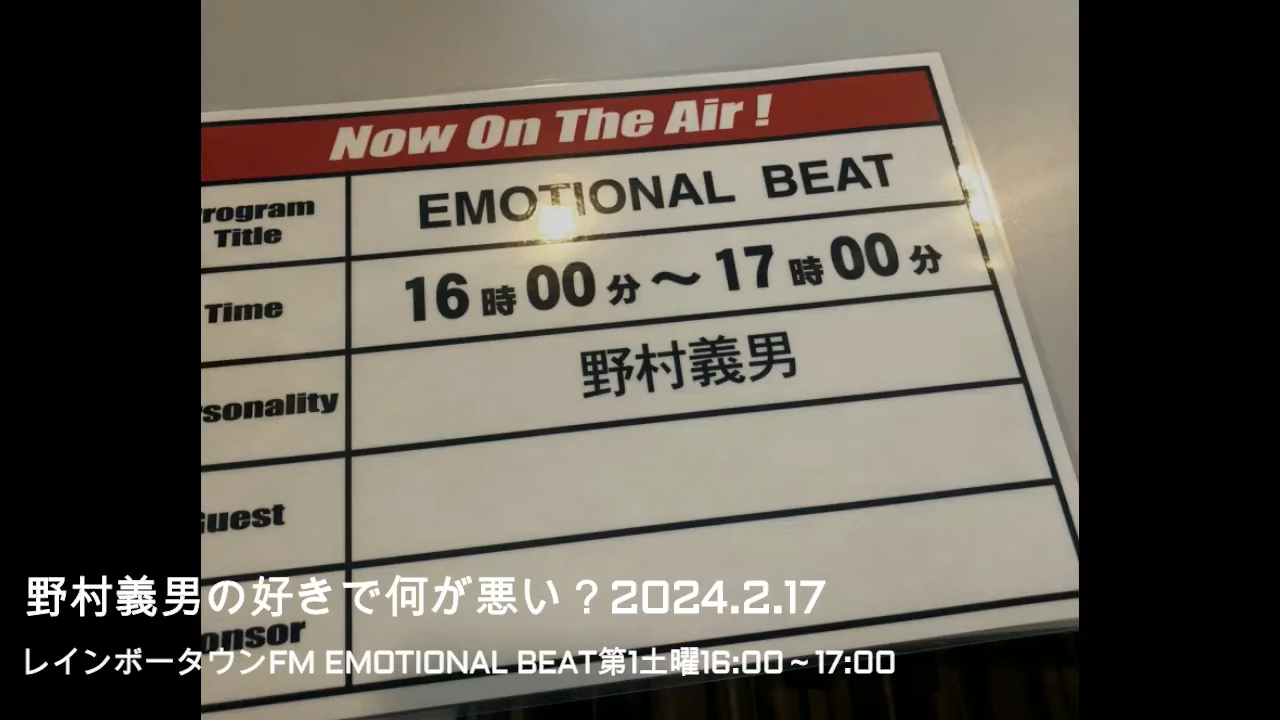 Now On The Air !
rogram
Title
EMOTIONAL BEAT
Time
16時00分～17時00分
sonality
野村義男
uest
onsor
野村義男の好きで何が悪い？2024.2.17
レインボータウンFM EMOTIONAL BEAT第1土曜16:00～17:00